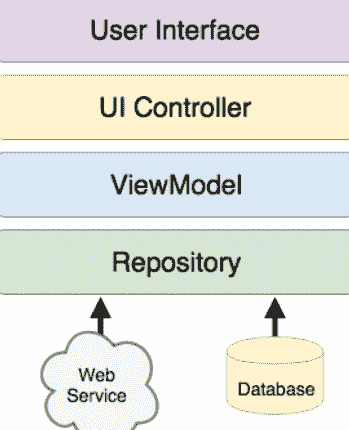 User Interface
UI Controller
ViewModel
Repository
Web
Service
Database